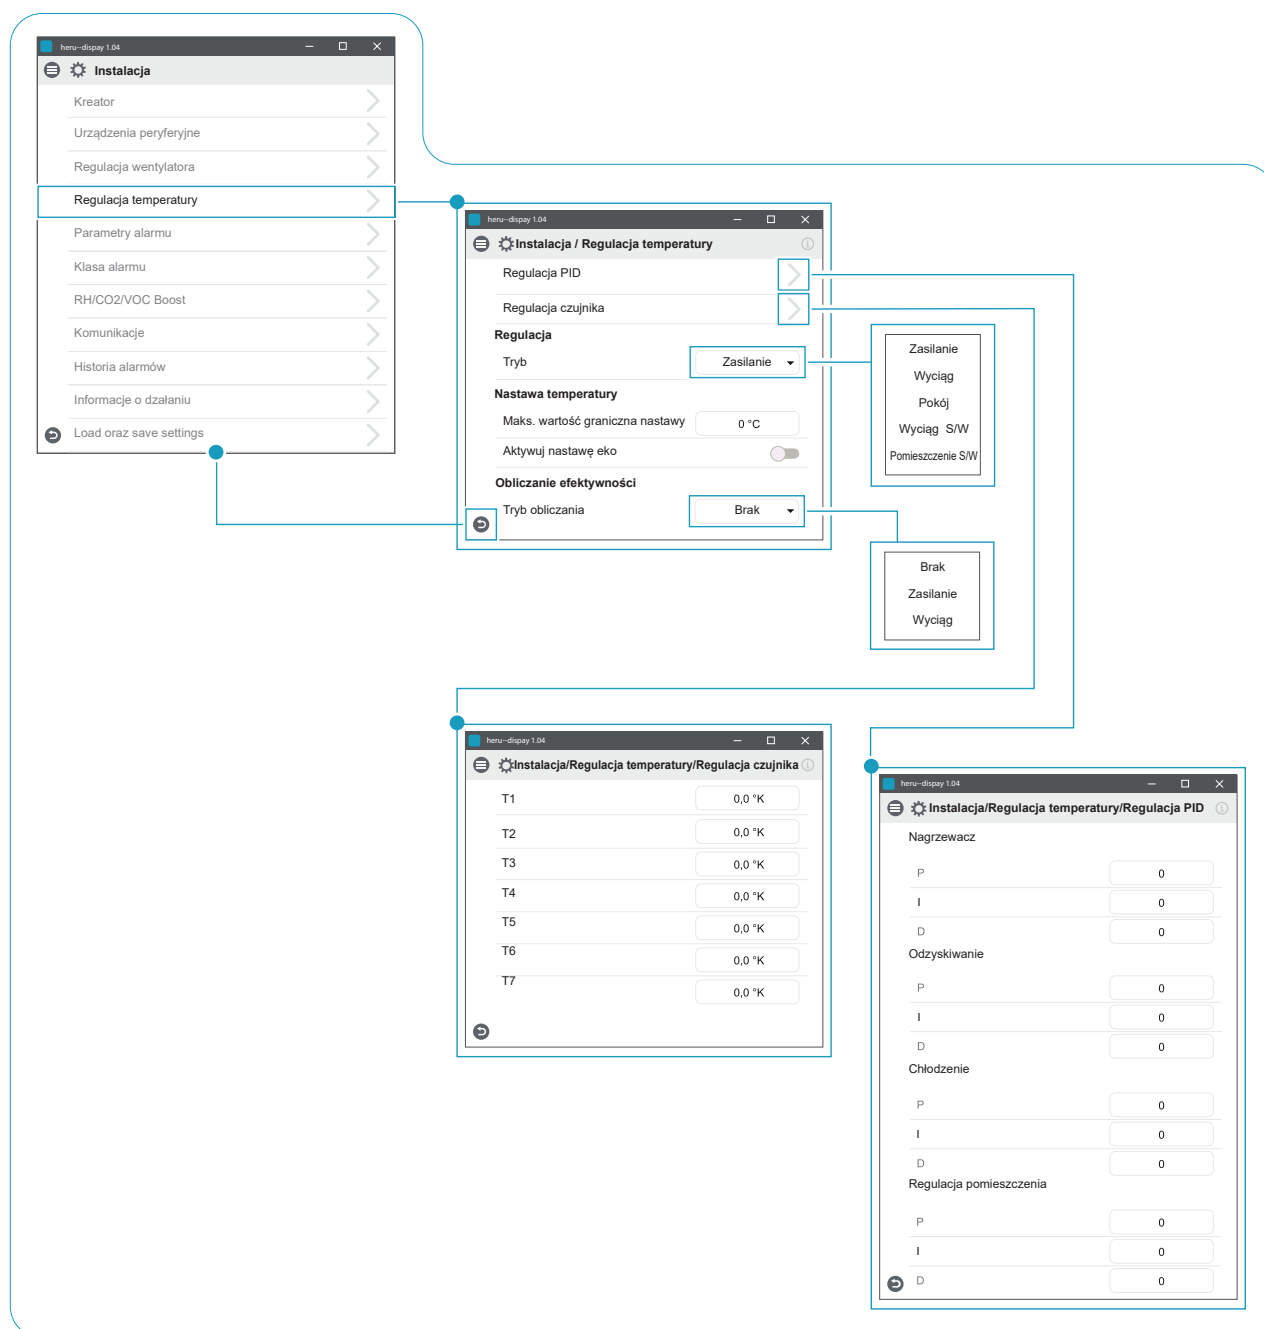 heru--dispay 1.04
Instalacja
Kreator
Urządzenia peryferyjne
Regulacja wentylatora
Regulacja temperatury
Parametry alarmu
Klasa alarmu
RH/CO2/VOC Boost
Komunikacje
Historia alarmów
Informacje o dzałaniu
Load oraz save settings
heru--dispay 1.04
Instalacja / Regulacja temperatury
Regulacja PID
Regulacja czujnika
Regulacja
Tryb Zasilanie
Nastawa temperatury
Maks. wartość graniczna nastawy 0 °C
Aktywuj nastawę eko
Obliczanie efektywności
Tryb obliczania Brak
Zasilanie
Wyciąg
Pokój
Wyciąg S/W
Pomieszczenie S/W
Brak
Zasilanie
Wyciąg
heru--dispay 1.04
Instalacja/Regulacja temperatury/Regulacja czujnika
T1 0,0 °K
T2 0,0 °K
T3 0,0 °K
T4 0,0 °K
T5 0,0 °K
T6 0,0 °K
T7 0,0 °K
heru--dispay 1.04
Instalacja/Regulacja temperatury/Regulacja PID
Nagrzewacz
P 0
I 0
D 0
Odzyskiwanie
P 0
I 0
D 0
Chłodzenie
P 0
I 0
D 0
Regulacja pomieszczenia
P 0
I 0
D 0